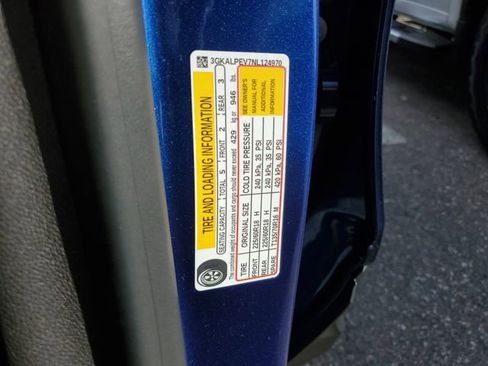 3GKALPEV7NL124970
TIRE AND LOADING INFORMATION
SEATING CAPACITY TOTAL 5 FRONT 2 REAR 3
The combined weight of occupants and cargo should never exceed 429 kg or 946 lbs.
TIRE ORIGINAL SIZE COLD TIRE PRESSURE
FRONT 225/60R18 H 240 kPa, 35 PSI
REAR 225/60R18 H 240 kPa, 35 PSI
SPARE T135/70R16 M 420 kPa, 60 PSI
SEE OWNER'S
MANUAL FOR
ADDITIONAL
INFORMATION